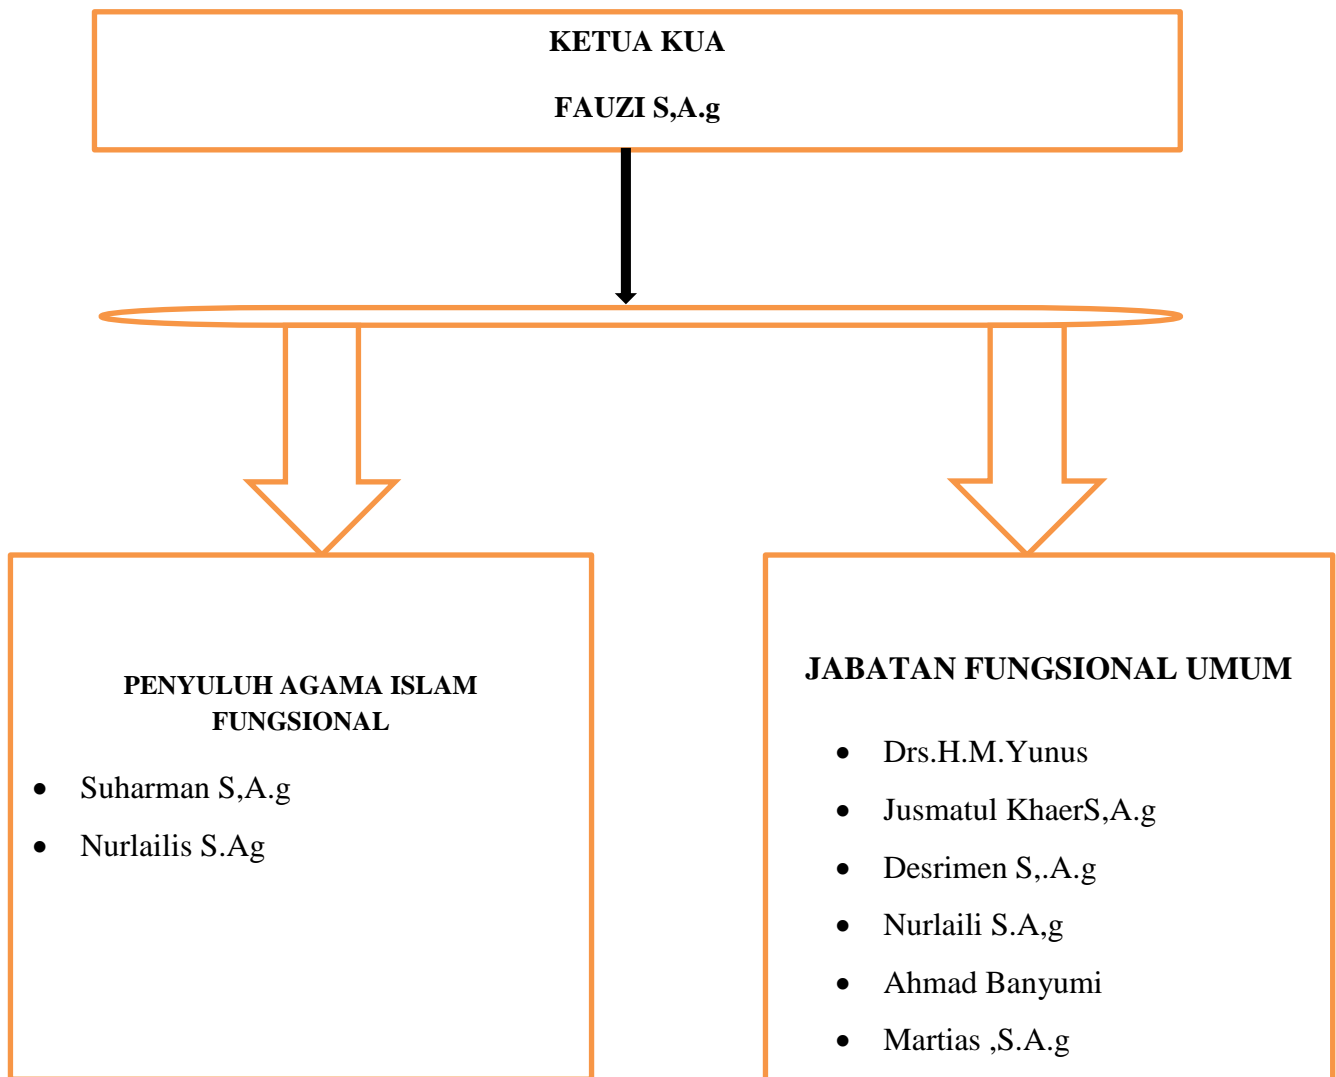 KETUA KUA
FAUZI S,A.g
PENYULUH AGAMA ISLAM
FUNGSIONAL
• Suharman S,A.g
• Nurlailis S.Ag
JABATAN FUNGSIONAL UMUM
• Drs.H.M.Yunus
• Jusmatul KhaerS,A.g
• Desrimen S,.A.g
• Nurlaili S.A,g
• Ahmad Banyumi
• Martias ,S.A.g